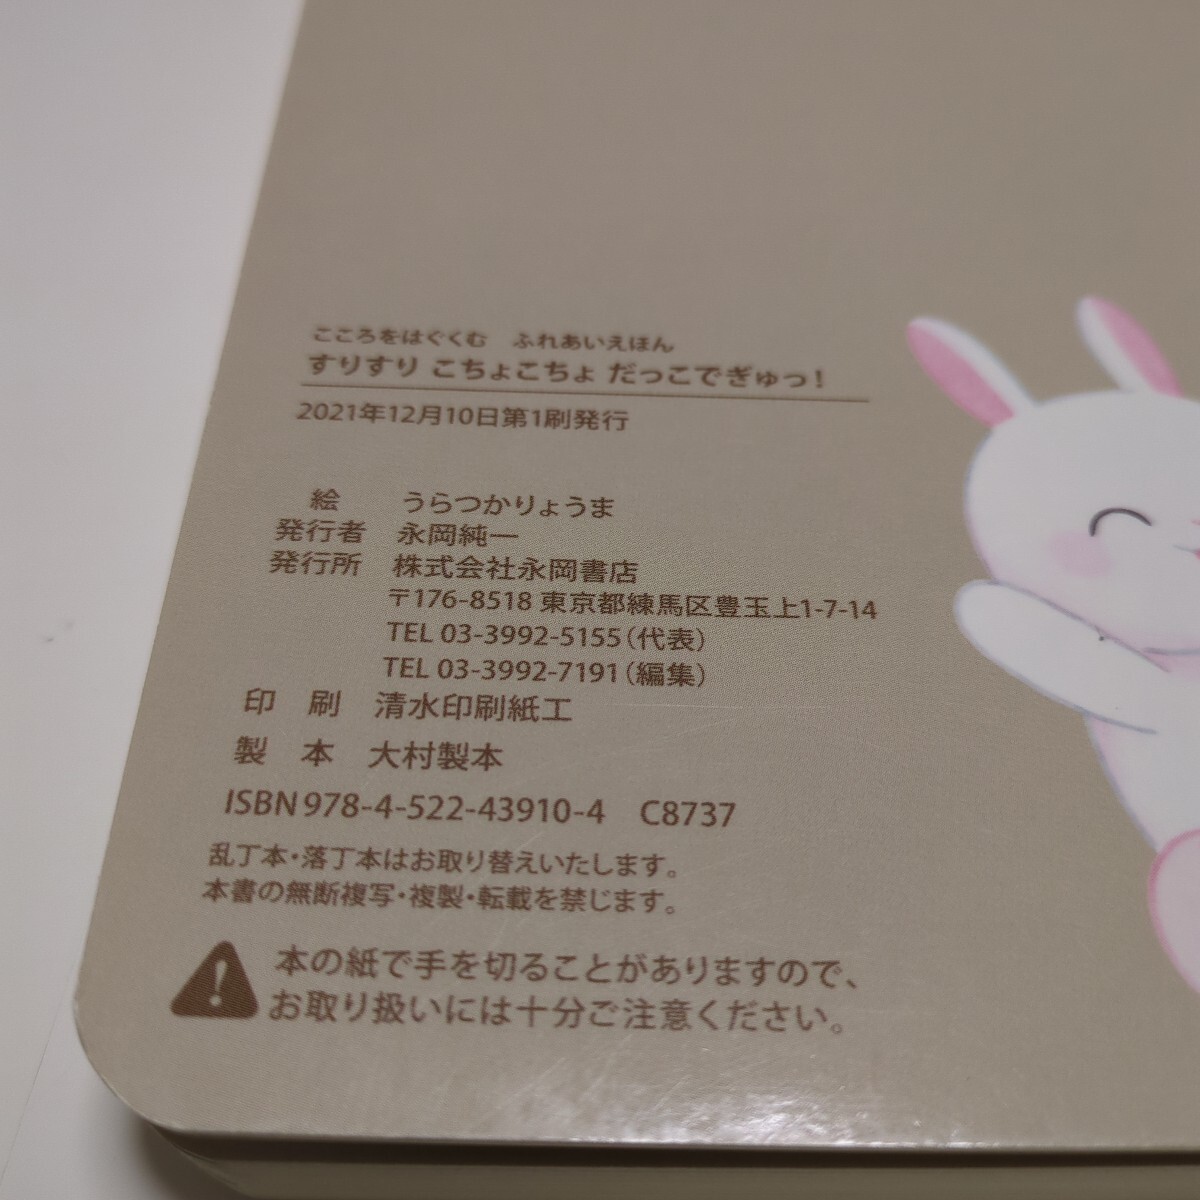 こころをはぐくむ ふれあいえほん
すりすり こちょこちょ だっこでぎゅっ！
2021年12月10日第1刷発行
絵 うらつかりょうま
発行者 永岡純一
発行所 株式会社永岡書店
〒176-8518 東京都練馬区豊玉上1-7-14
TEL 03-3992-5155（代表）
TEL 03-3992-7191（編集）
印 刷 清水印刷紙工
製 本 大村製本
ISBN978-4-522-43910-4 C8737
乱丁本・落丁本はお取り替えいたします。
本書の無断複写・複製・転載を禁じます。
本の紙で手を切ることがありますので、
お取り扱いには十分ご注意ください。